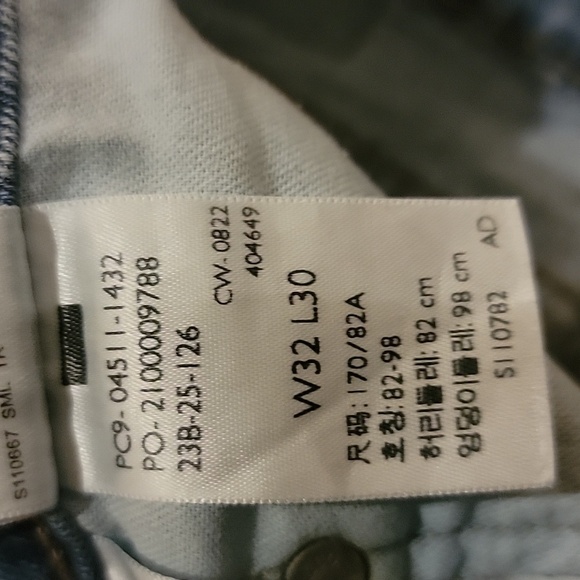 PC9-04511-1432
PO-2100009788
23B-25-126
CW-0822
404649
W32 L30
尺码: 170/82A
호칭: 82-98
허리둘레: 82 cm
엉덩이둘레: 98 cm
S110782 AD
S110667 SML